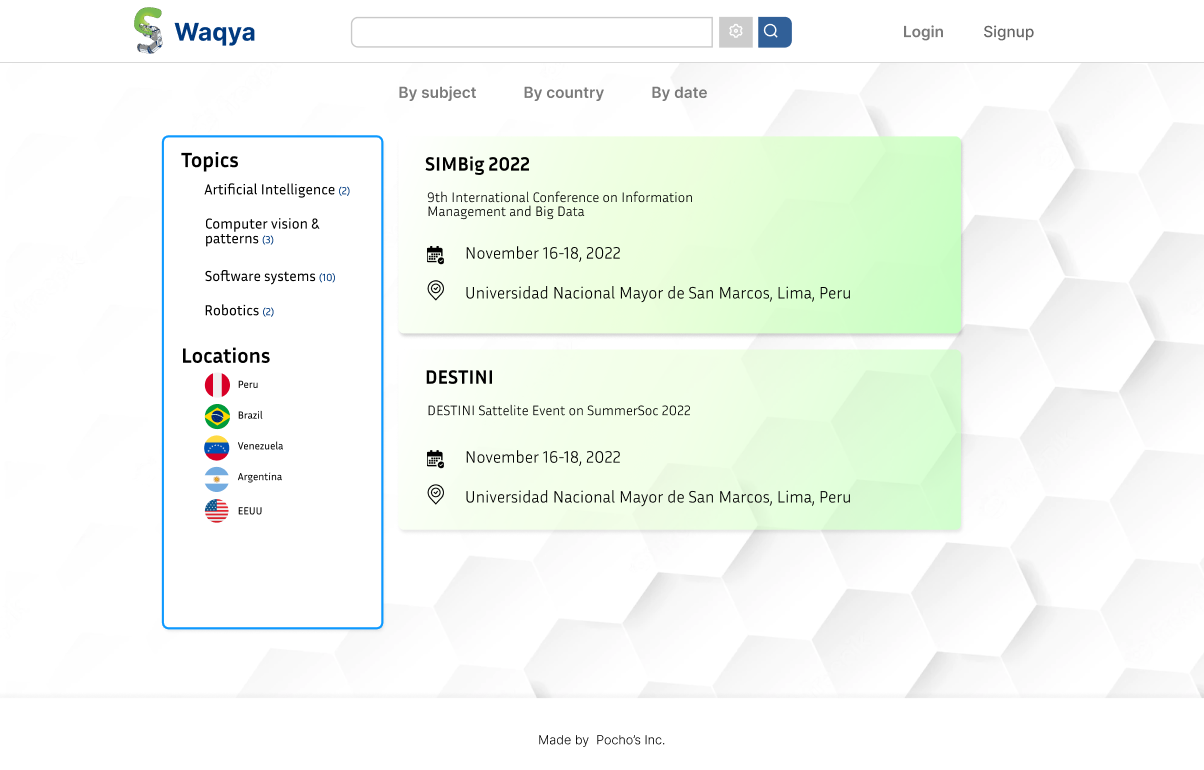 Waqya
Login
Signup
By subject
By country
By date
Topics
Artificial Intelligence (2)
Computer vision &
patterns (3)
Software systems (10)
Robotics (2)
Locations
Peru
Brazil
Venezuela
Argentina
EEUU
SIMBig 2022
9th International Conference on Information
Management and Big Data
November 16-18, 2022
Universidad Nacional Mayor de San Marcos, Lima, Peru
DESTINI
DESTINI Sattelite Event on SummerSoc 2022
November 16-18, 2022
Universidad Nacional Mayor de San Marcos, Lima, Peru
Made by Pocho's Inc.